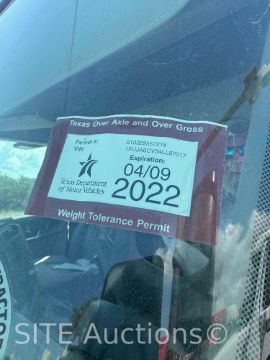 Texas Over Axle and Over Gross
Permit #:
VIN:
Expiration:
04/09
2022
Texas Department
of Motor Vehicles
Weight Tolerance Permit
SITE Auctions.com